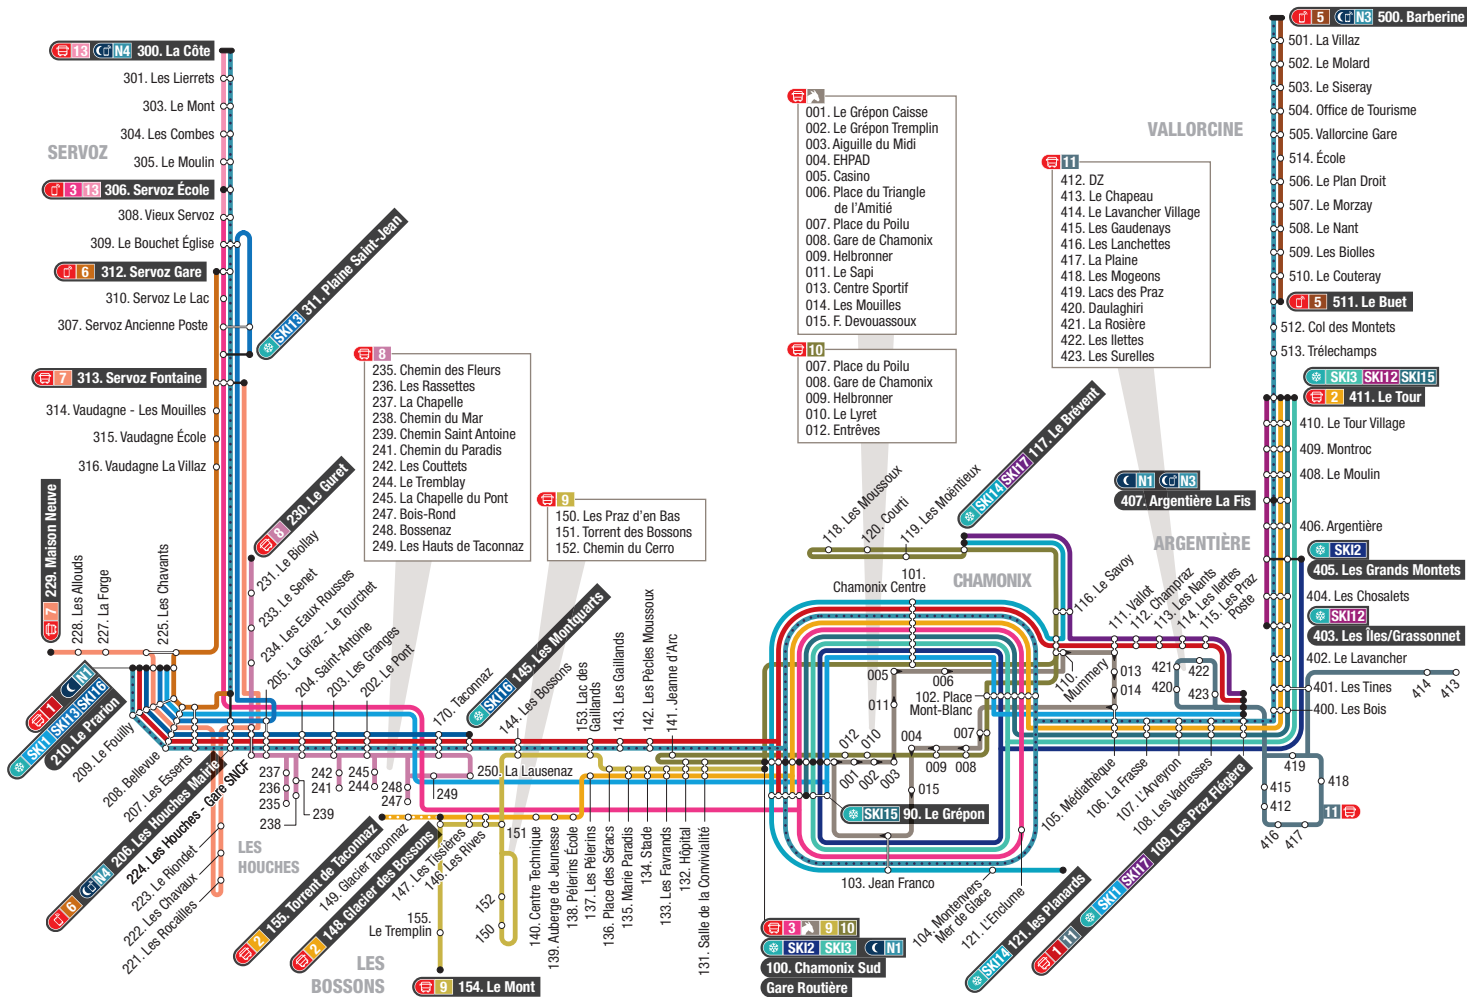 13 N4 300. La Côte
301. Les Lierrets
303. Le Mont
304. Les Combes
SERVOZ
305. Le Moulin
3 13 306. Servoz École
308. Vieux Servoz
309. Le Bouchet Église
6 312. Servoz Gare
310. Servoz Le Lac
307. Servoz Ancienne Poste
SKI13 311. Plaine Saint-Jean
7 313. Servoz Fontaine
314. Vaudagne - Les Mouilles
315. Vaudagne École
316. Vaudagne La Villaz
7 229. Maison Neuve
228. Les Allouds
227. La Forge
225. Les Chavants
8 230. Le Guret
231. Le Biollay
233. Le Senet
234. Les Eaux Rousses
205. La Griaz - Le Tourchet
204. Saint-Antoine
203. Les Granges
202. Le Pont
170. Taconnaz
1 N1
SKI1 SKI13 SKI16
210. Le Prarion
209. Le Fouilly
208. Bellevue
207. Les Esserts
6 N4 206. Les Houches Mairie
224. Les Houches - Gare SNCF
223. Le Riondet
222. Les Chavaux
221. Les Rocailles
LES
HOUCHES
8
235. Chemin des Fleurs
236. Les Rassettes
237. La Chapelle
238. Chemin du Mar
239. Chemin Saint Antoine
241. Chemin du Paradis
242. Les Couttets
244. Le Tremblay
245. La Chapelle du Pont
247. Bois-Rond
248. Bossenaz
249. Les Hauts de Taconnaz
237
236
235
238
239
242
241
245
244
248
247
249
250. La Lausenaz
9
150. Les Praz d'en Bas
151. Torrent des Bossons
152. Chemin du Cerro
SKI16 145. Les Montquarts
144. Les Bossons
153. Lac des
Gaillands
143. Les Gaillands
142. Les Pècles Moussoux
141. Jeanne d'Arc
2 155. Torrent de Taconnaz
149. Glacier Taconnaz
2 148. Glacier des Bossons
147. Les Tissières
146. Les Rives
151
152
150
155.
Le Tremplin
LES
BOSSONS
9 154. Le Mont
140. Centre Technique
139. Auberge de Jeunesse
138. Pélerins École
137. Les Pélerins
136. Place des Séracs
135. Marie Paradis
134. Stade
133. Les Favrands
132. Hôpital
131. Salle de la Convivialité
001. Le Grépon Caisse
002. Le Grépon Tremplin
003. Aiguille du Midi
004. EHPAD
005. Casino
006. Place du Triangle
de l'Amitié
007. Place du Poilu
008. Gare de Chamonix
009. Helbronner
011. Le Sapi
013. Centre Sportif
014. Les Mouilles
015. F. Devouassoux
10
007. Place du Poilu
008. Gare de Chamonix
009. Helbronner
010. Le Lyret
012. Entrêves
118. Les Moussoux
120. Courti
119. Les Moëntieux
SKI14 SKI17 117. Le Brévent
101.
Chamonix Centre
CHAMONIX
116. Le Savoy
005
006
011
102. Place
Mont-Blanc
007
004
012
010
001
002
003
009
008
015
SKI15 90. Le Grépon
103. Jean Franco
3 9 10
SKI2 SKI3 N1
100. Chamonix Sud
Gare Routière
104. Montenvers
Mer de Glace
121. L'Enclume
SKI14 121. les Planards
110.
Mummery
111. Vallot
112. Champraz
113. Les Nants
114. Les Ilettes
115. Les Praz
Poste
013
014
105. Médiathèque
106. La Frasse
107. L'Aveyron
108. Les Vadresses
1 11 SKI1 SKI17 109. Les Praz Flégère
421
420
422
423
11
412. DZ
413. Le Chapeau
414. Le Lavancher Village
415. Les Gaudenays
416. Les Lanchettes
417. La Plaine
418. Les Mogeons
419. Lacs des Praz
420. Daulaghiri
421. La Rosière
422. Les Ilettes
423. Les Surelles
VALLORCINE
5 N3 500. Barberine
501. La Villaz
502. Le Molard
503. Le Siseray
504. Office de Tourisme
505. Vallorcine Gare
514. École
506. Le Plan Droit
507. Le Morzay
508. Le Nant
509. Les Biolles
510. Le Couteray
5 511. Le Buet
512. Col des Montets
513. Trélechamps
SKI3 SKI12 SKI15
2 411. Le Tour
410. Le Tour Village
409. Montroc
408. Le Moulin
N1 N3
407. Argentière La Fis
406. Argentière
ARGENTIÈRE
SKI2
405. Les Grands Montets
404. Les Chosalets
SKI12
403. Les Îles/Grassonnet
402. Le Lavancher
401. Les Tines
400. Les Bois
414
413
419
415
412
418
416
417
11